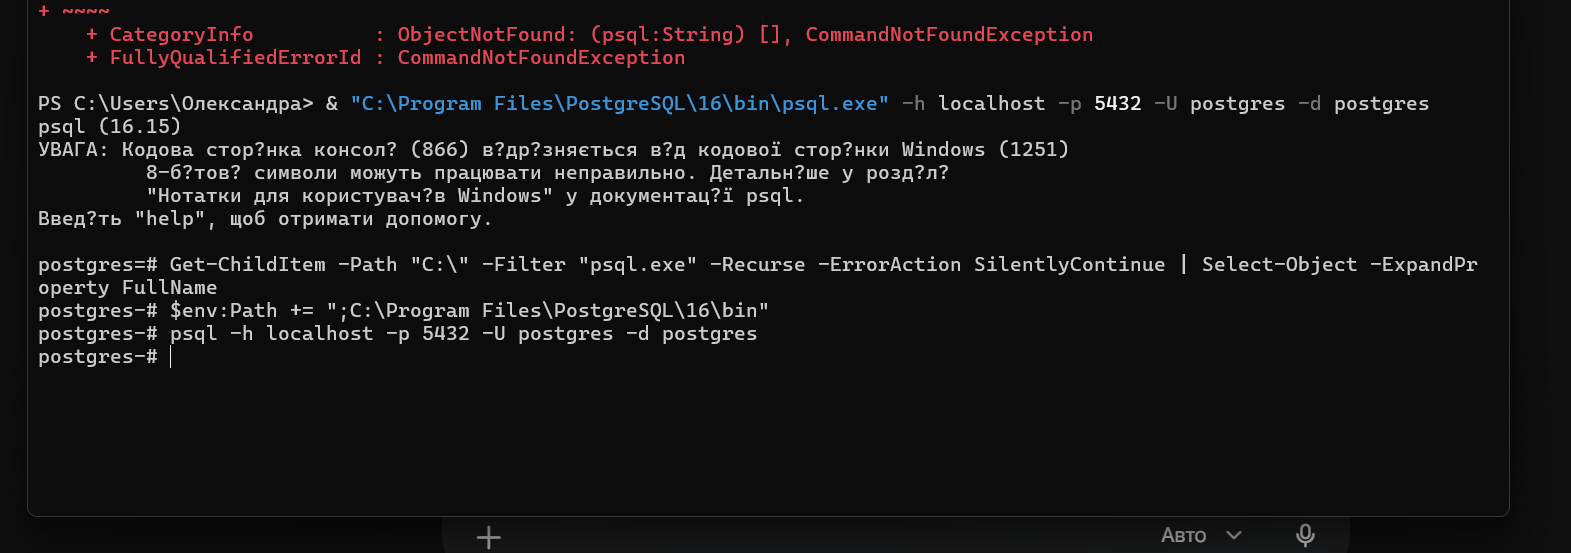 + ~~~~
    + CategoryInfo          : ObjectNotFound: (psql:String) [], CommandNotFoundException
    + FullyQualifiedErrorId : CommandNotFoundException

PS C:\Users\Олександра> & "C:\Program Files\PostgreSQL\16\bin\psql.exe" -h localhost -p 5432 -U postgres -d postgres
psql (16.15)
УВАГА: Кодова стор?нка консол? (866) в?др?зняється в?д кодової стор?нки Windows (1251)
         8-б?тов? символи можуть працювати неправильно. Детальн?ше у розд?л?
         "Нотатки для користувач?в Windows" у документац?ї psql.
Введ?ть "help", щоб отримати допомогу.

postgres=# Get-ChildItem -Path "C:\" -Filter "psql.exe" -Recurse -ErrorAction SilentlyContinue | Select-Object -ExpandPr
operty FullName
postgres-# $env:Path += ";C:\Program Files\PostgreSQL\16\bin"
postgres-# psql -h localhost -p 5432 -U postgres -d postgres
postgres-#
Авто